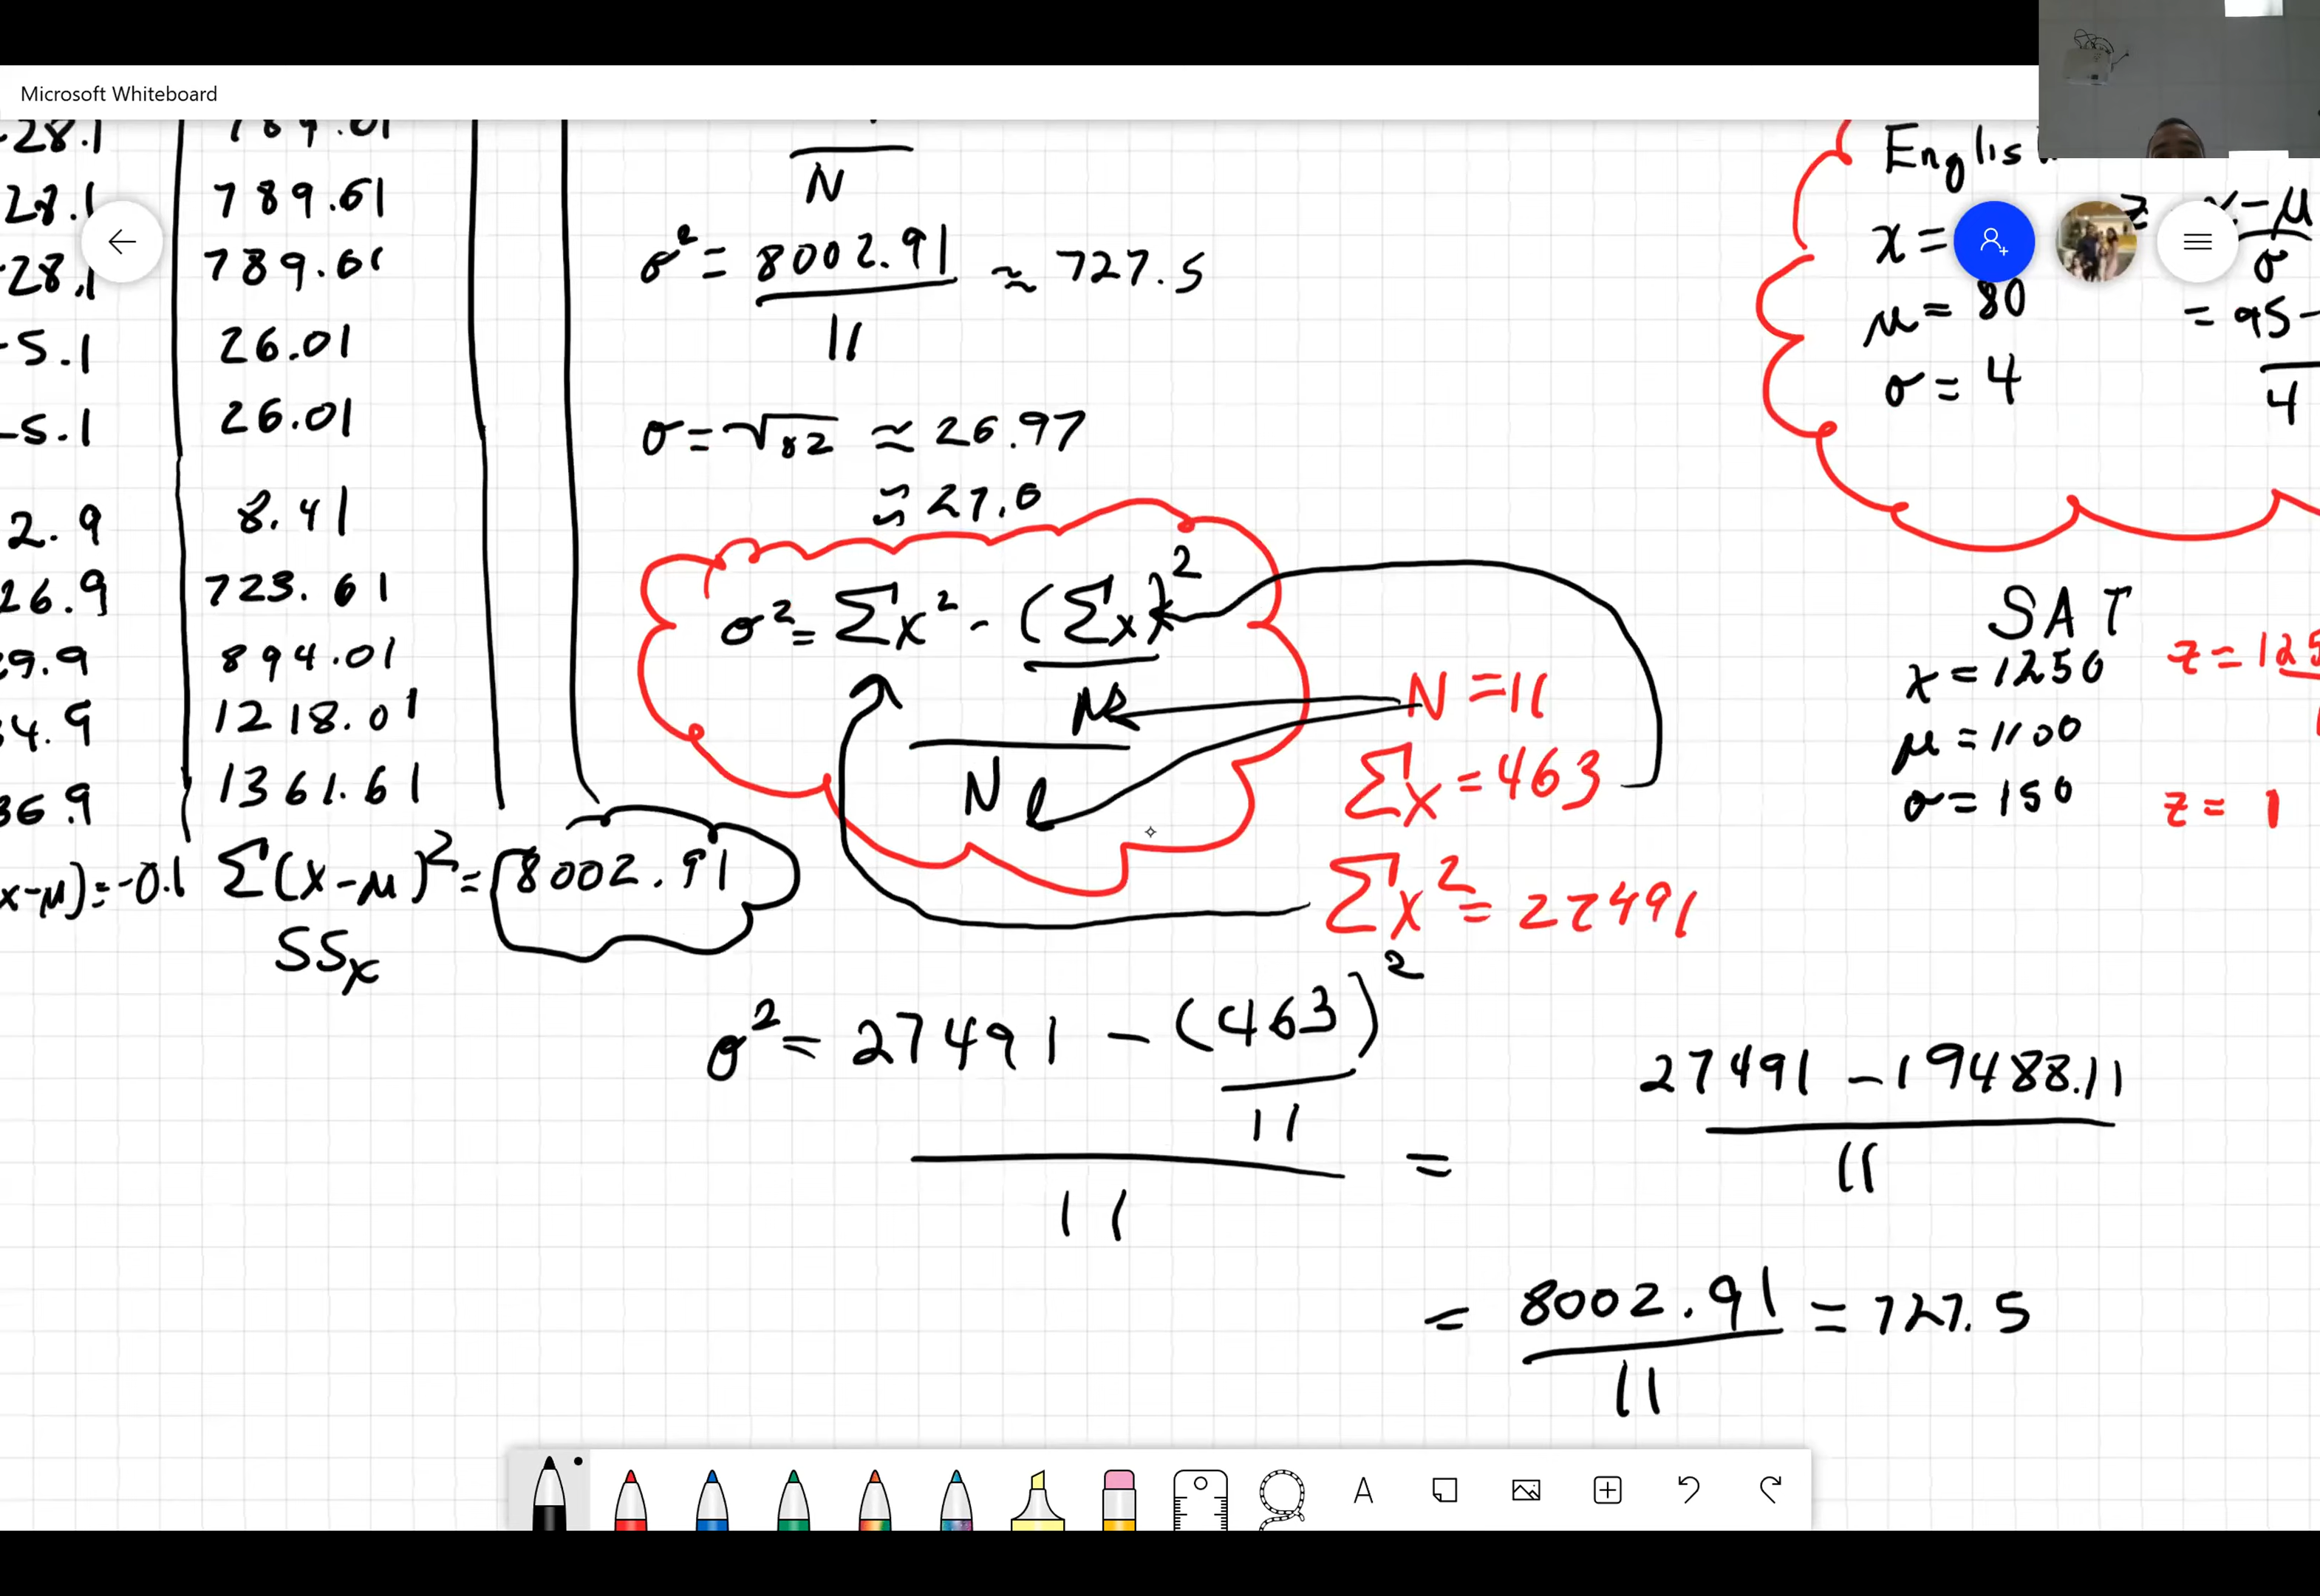 Microsoft Whiteboard
-28.1 789.61
28.1 789.61
-28.1 789.61
-5.1 26.01
-5.1 26.01
2.9 8.41
26.9 723.61
29.9 894.01
34.9 1218.01
36.9 1361.61
x-μ)=-0.1 Σ(x-μ)²= 8002.91
SSx
N
σ²= 8002.91 ≈ 727.5
11
σ=√82 ≈ 26.97
≈ 27.0
σ²= Σx² - (Σx)²
N
N
N=11
Σx=463
Σx²=27491
σ²= 27491 - (463)²
11
11
=
27491 - 19488.11
11
= 8002.91 = 727.5
11
Englis
x=
μ= 80
σ= 4
z x-μ
σ
= 95-
4
SAT
x=1250
μ=1100
σ=150
z=125
z= 1
A